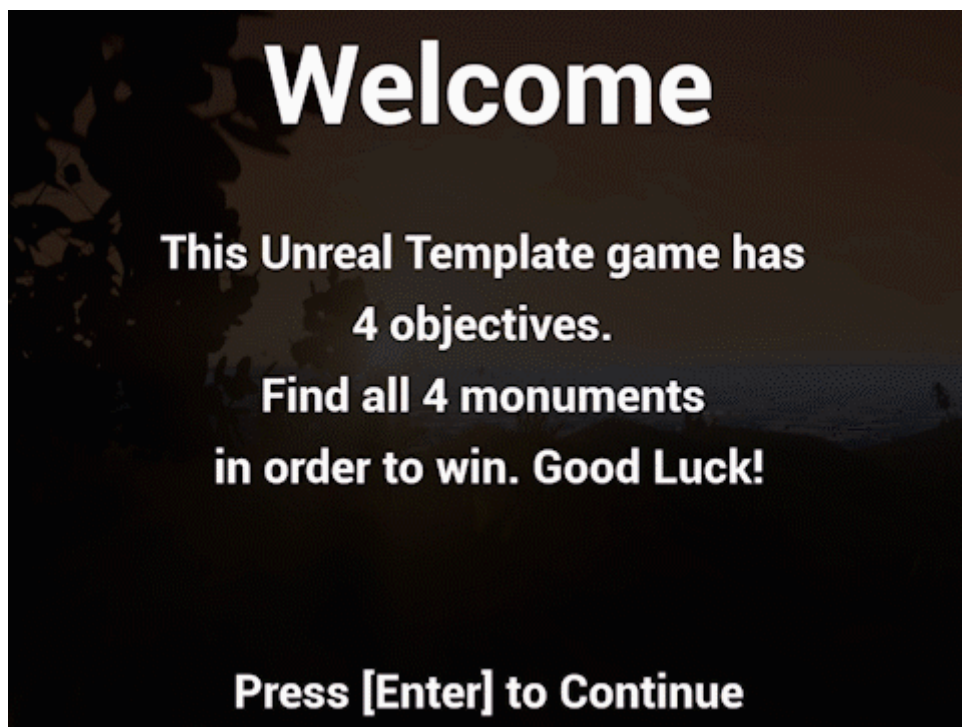 Welcome
This Unreal Template game has
4 objectives.
Find all 4 monuments
in order to win. Good Luck!
Press [Enter] to Continue